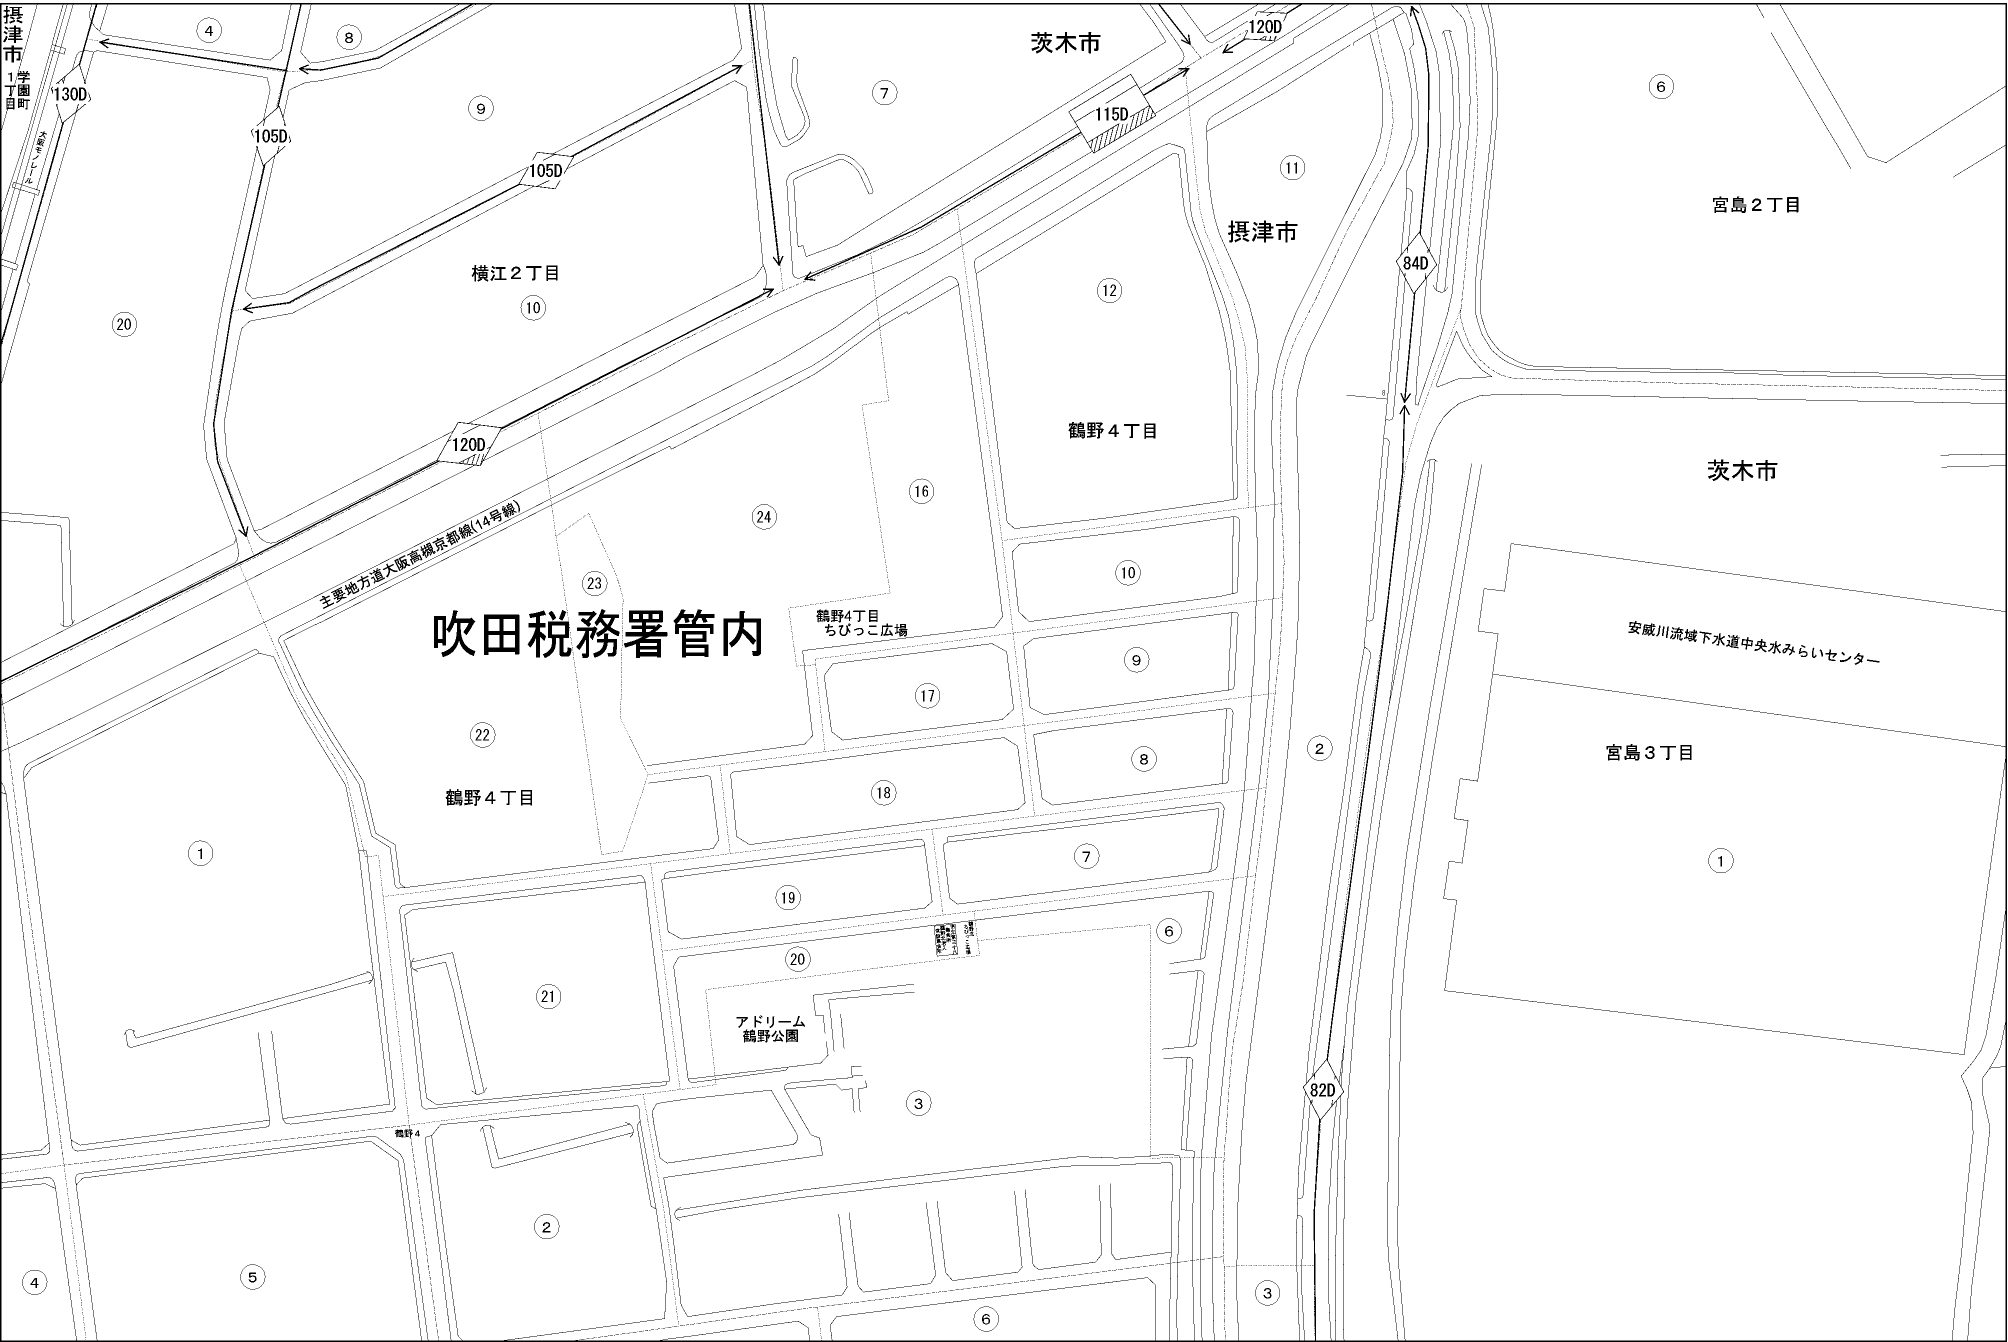 摂津市
学園町
1丁目
④
⑧
茨木市
120D
130D
⑨
⑦
⑥
105D
115D
大阪モノレール
105D
⑪
宮島2丁目
摂津市
84D
横江2丁目
⑩
⑫
⑳
鶴野4丁目
120D
茨木市
⑯
㉔
主要地方道大阪高槻京都線(14号線)
㉓
⑩
吹田税務署管内
鶴野4丁目
ちびっこ広場
安威川流域下水道中央水みらいセンター
⑨
⑰
㉒
②
宮島3丁目
⑧
鶴野4丁目
⑱
①
⑦
①
⑲
⑥
⑳
㉑
アドリーム
鶴野公園
82D
③
鶴野4
②
⑤
④
③
⑥